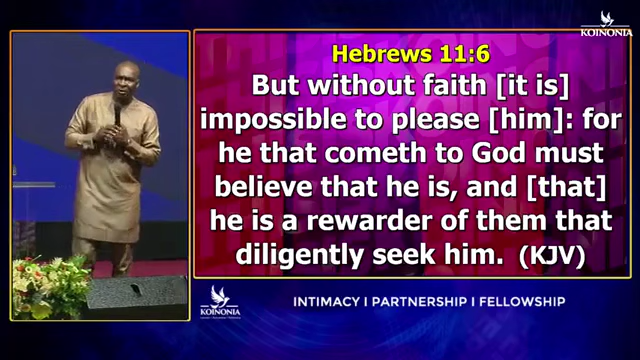 KOINONIA
Hebrews 11:6
But without faith [it is]
impossible to please [him]: for
he that cometh to God must
believe that he is, and [that]
he is a rewarder of them that
diligently seek him. (KJV)
KOINONIA
INTIMACY I PARTNERSHIP I FELLOWSHIP